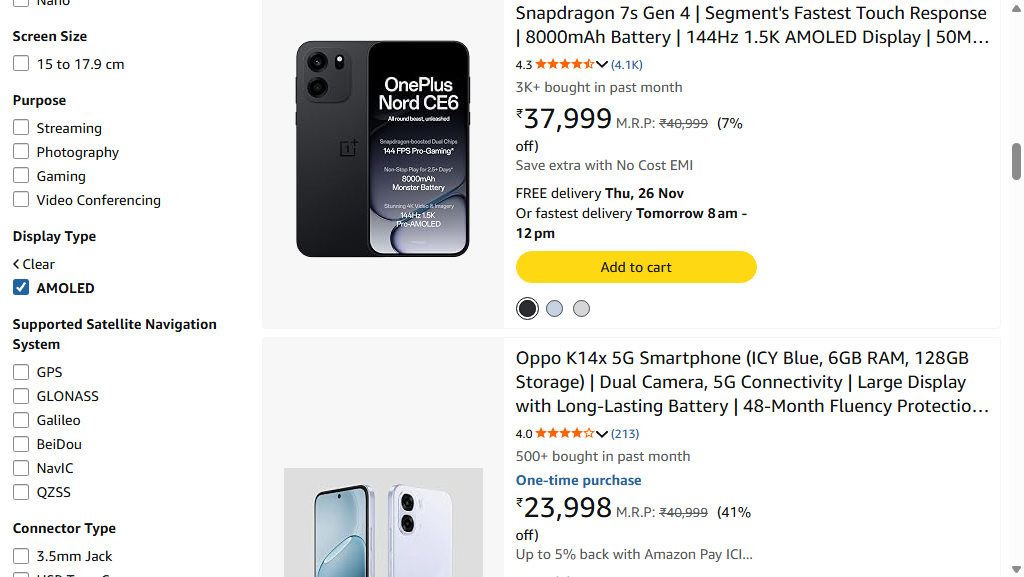 Nano
Screen Size
15 to 17.9 cm
Purpose
Streaming
Photography
Gaming
Video Conferencing
Display Type
Clear
AMOLED
Supported Satellite Navigation
System
GPS
GLONASS
Galileo
BeiDou
NavIC
QZSS
Connector Type
3.5mm Jack
OnePlus
Nord CE6
All round beast, unleashed
Snapdragon-boosted Dual Chips
144 FPS Pro-Gaming*
Non-Stop Play for 2.5+ Days*
8000mAh
Monster Battery
Stunning 4K Video & Imagery
144Hz 1.5K
Pro-AMOLED
Snapdragon 7s Gen 4 | Segment's Fastest Touch Response
| 8000mAh Battery | 144Hz 1.5K AMOLED Display | 50M…
4.3 (4.1K)
3K+ bought in past month
₹37,999 M.R.P: ₹40,999 (7%
off)
Save extra with No Cost EMI
FREE delivery Thu, 26 Nov
Or fastest delivery Tomorrow 8 am -
12 pm
Add to cart
Oppo K14x 5G Smartphone (ICY Blue, 6GB RAM, 128GB
Storage) | Dual Camera, 5G Connectivity | Large Display
with Long-Lasting Battery | 48-Month Fluency Protectio…
4.0 (213)
500+ bought in past month
One-time purchase
₹23,998 M.R.P: ₹40,999 (41%
off)
Up to 5% back with Amazon Pay ICI…